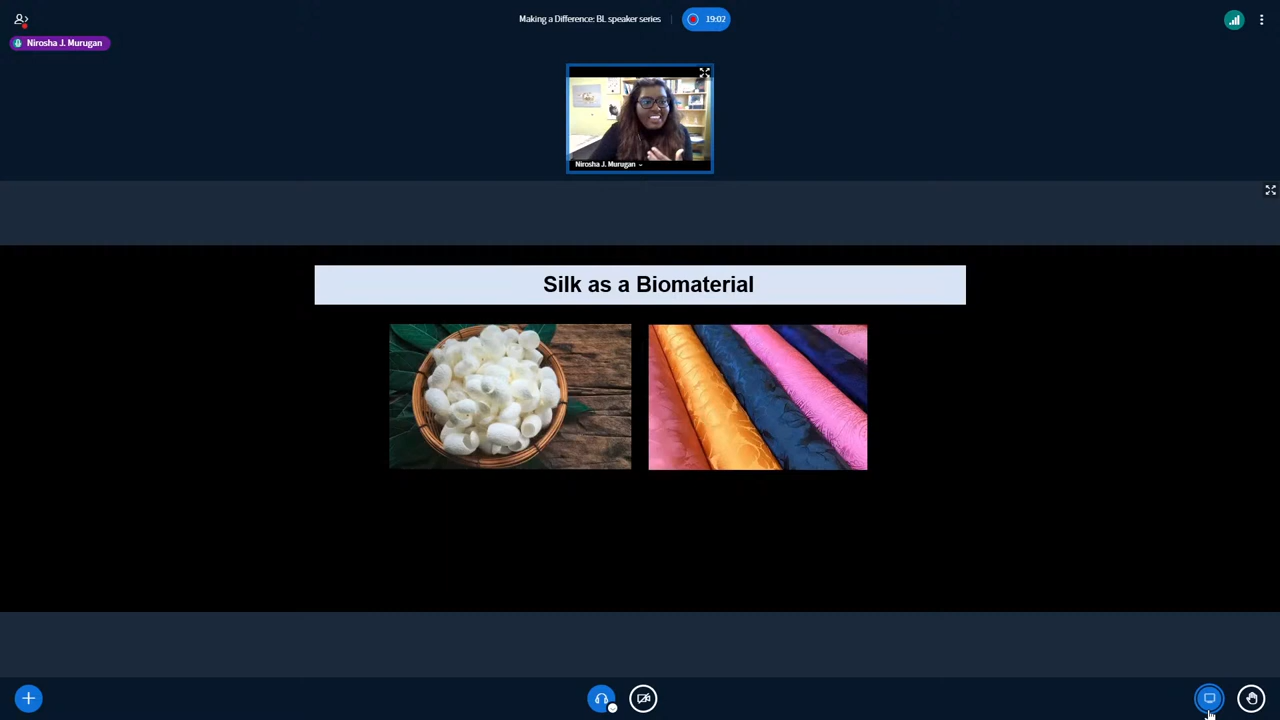 Making a Difference: BL speaker series
19:02
Nirosha J. Murugan
Nirosha J. Murugan
Silk as a Biomaterial